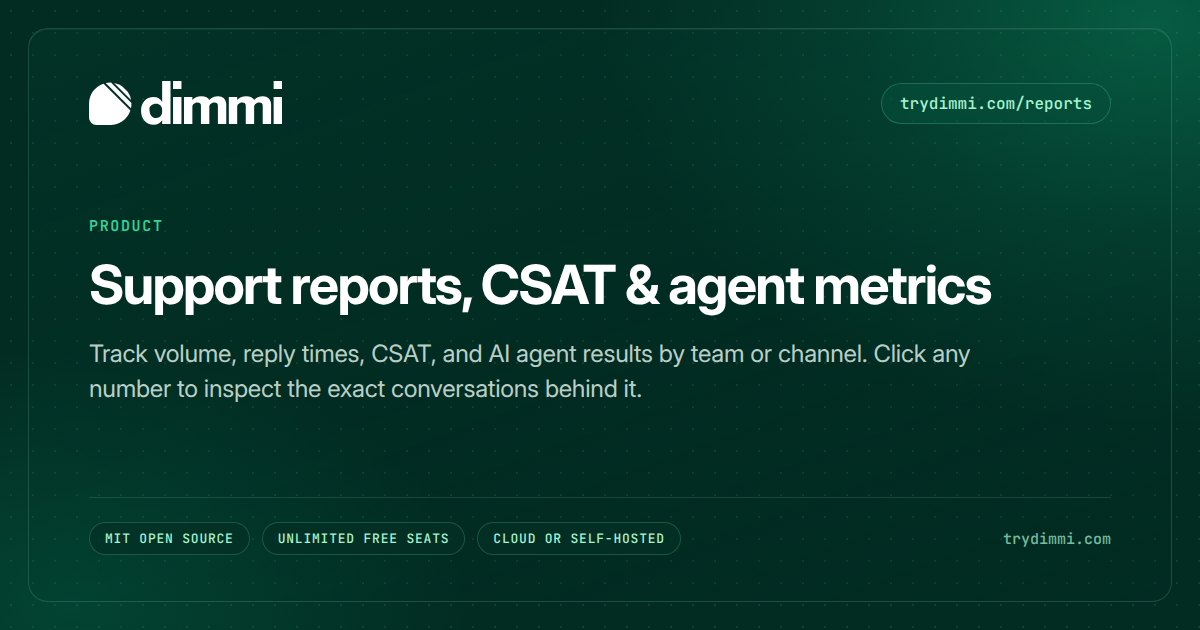 dimmi
trydimmi.com/reports
PRODUCT
Support reports, CSAT & agent metrics
Track volume, reply times, CSAT, and AI agent results by team or channel. Click any
number to inspect the exact conversations behind it.
MIT OPEN SOURCE
UNLIMITED FREE SEATS
CLOUD OR SELF-HOSTED
trydimmi.com